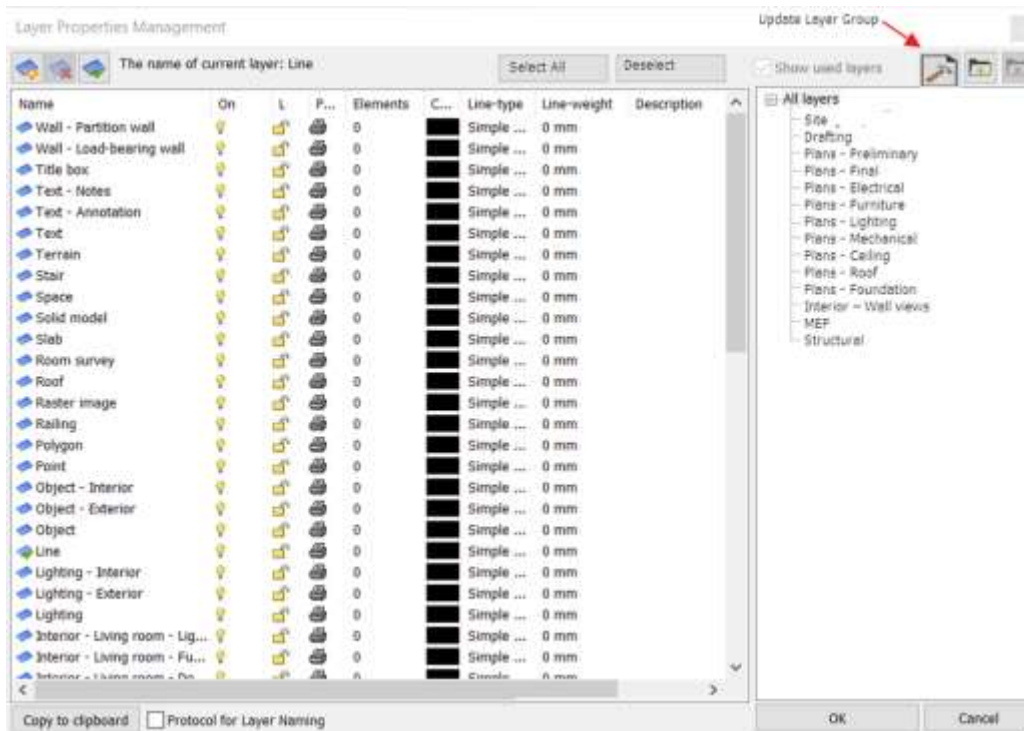 Layer Properties Management
Update Layer Group
The name of current layer: Line
Select All
Deselect
Show used layers
Name On L P... Elements C... Line-type Line-weight Description
Wall - Partition wall 0 Simple ... 0 mm
Wall - Load-bearing wall 0 Simple ... 0 mm
Title box 0 Simple ... 0 mm
Text - Notes 0 Simple ... 0 mm
Text - Annotation 0 Simple ... 0 mm
Text 0 Simple ... 0 mm
Terrain 0 Simple ... 0 mm
Stair 0 Simple ... 0 mm
Space 0 Simple ... 0 mm
Solid model 0 Simple ... 0 mm
Slab 0 Simple ... 0 mm
Room survey 0 Simple ... 0 mm
Roof 0 Simple ... 0 mm
Raster image 0 Simple ... 0 mm
Railing 0 Simple ... 0 mm
Polygon 0 Simple ... 0 mm
Point 0 Simple ... 0 mm
Object - Interior 0 Simple ... 0 mm
Object - Exterior 0 Simple ... 0 mm
Object 0 Simple ... 0 mm
Line 0 Simple ... 0 mm
Lighting - Interior 0 Simple ... 0 mm
Lighting - Exterior 0 Simple ... 0 mm
Lighting 0 Simple ... 0 mm
Interior - Living room - Lig... 0 Simple ... 0 mm
Interior - Living room - Fu... 0 Simple ... 0 mm
All layers
Site
Drafting
Plans - Preliminary
Plans - Final
Plans - Electrical
Plans - Furniture
Plans - Lighting
Plans - Mechanical
Plans - Ceiling
Plans - Roof
Plans - Foundation
Interior – Wall views
MEP
Structural
Copy to clipboard
Protocol for Layer Naming
OK
Cancel